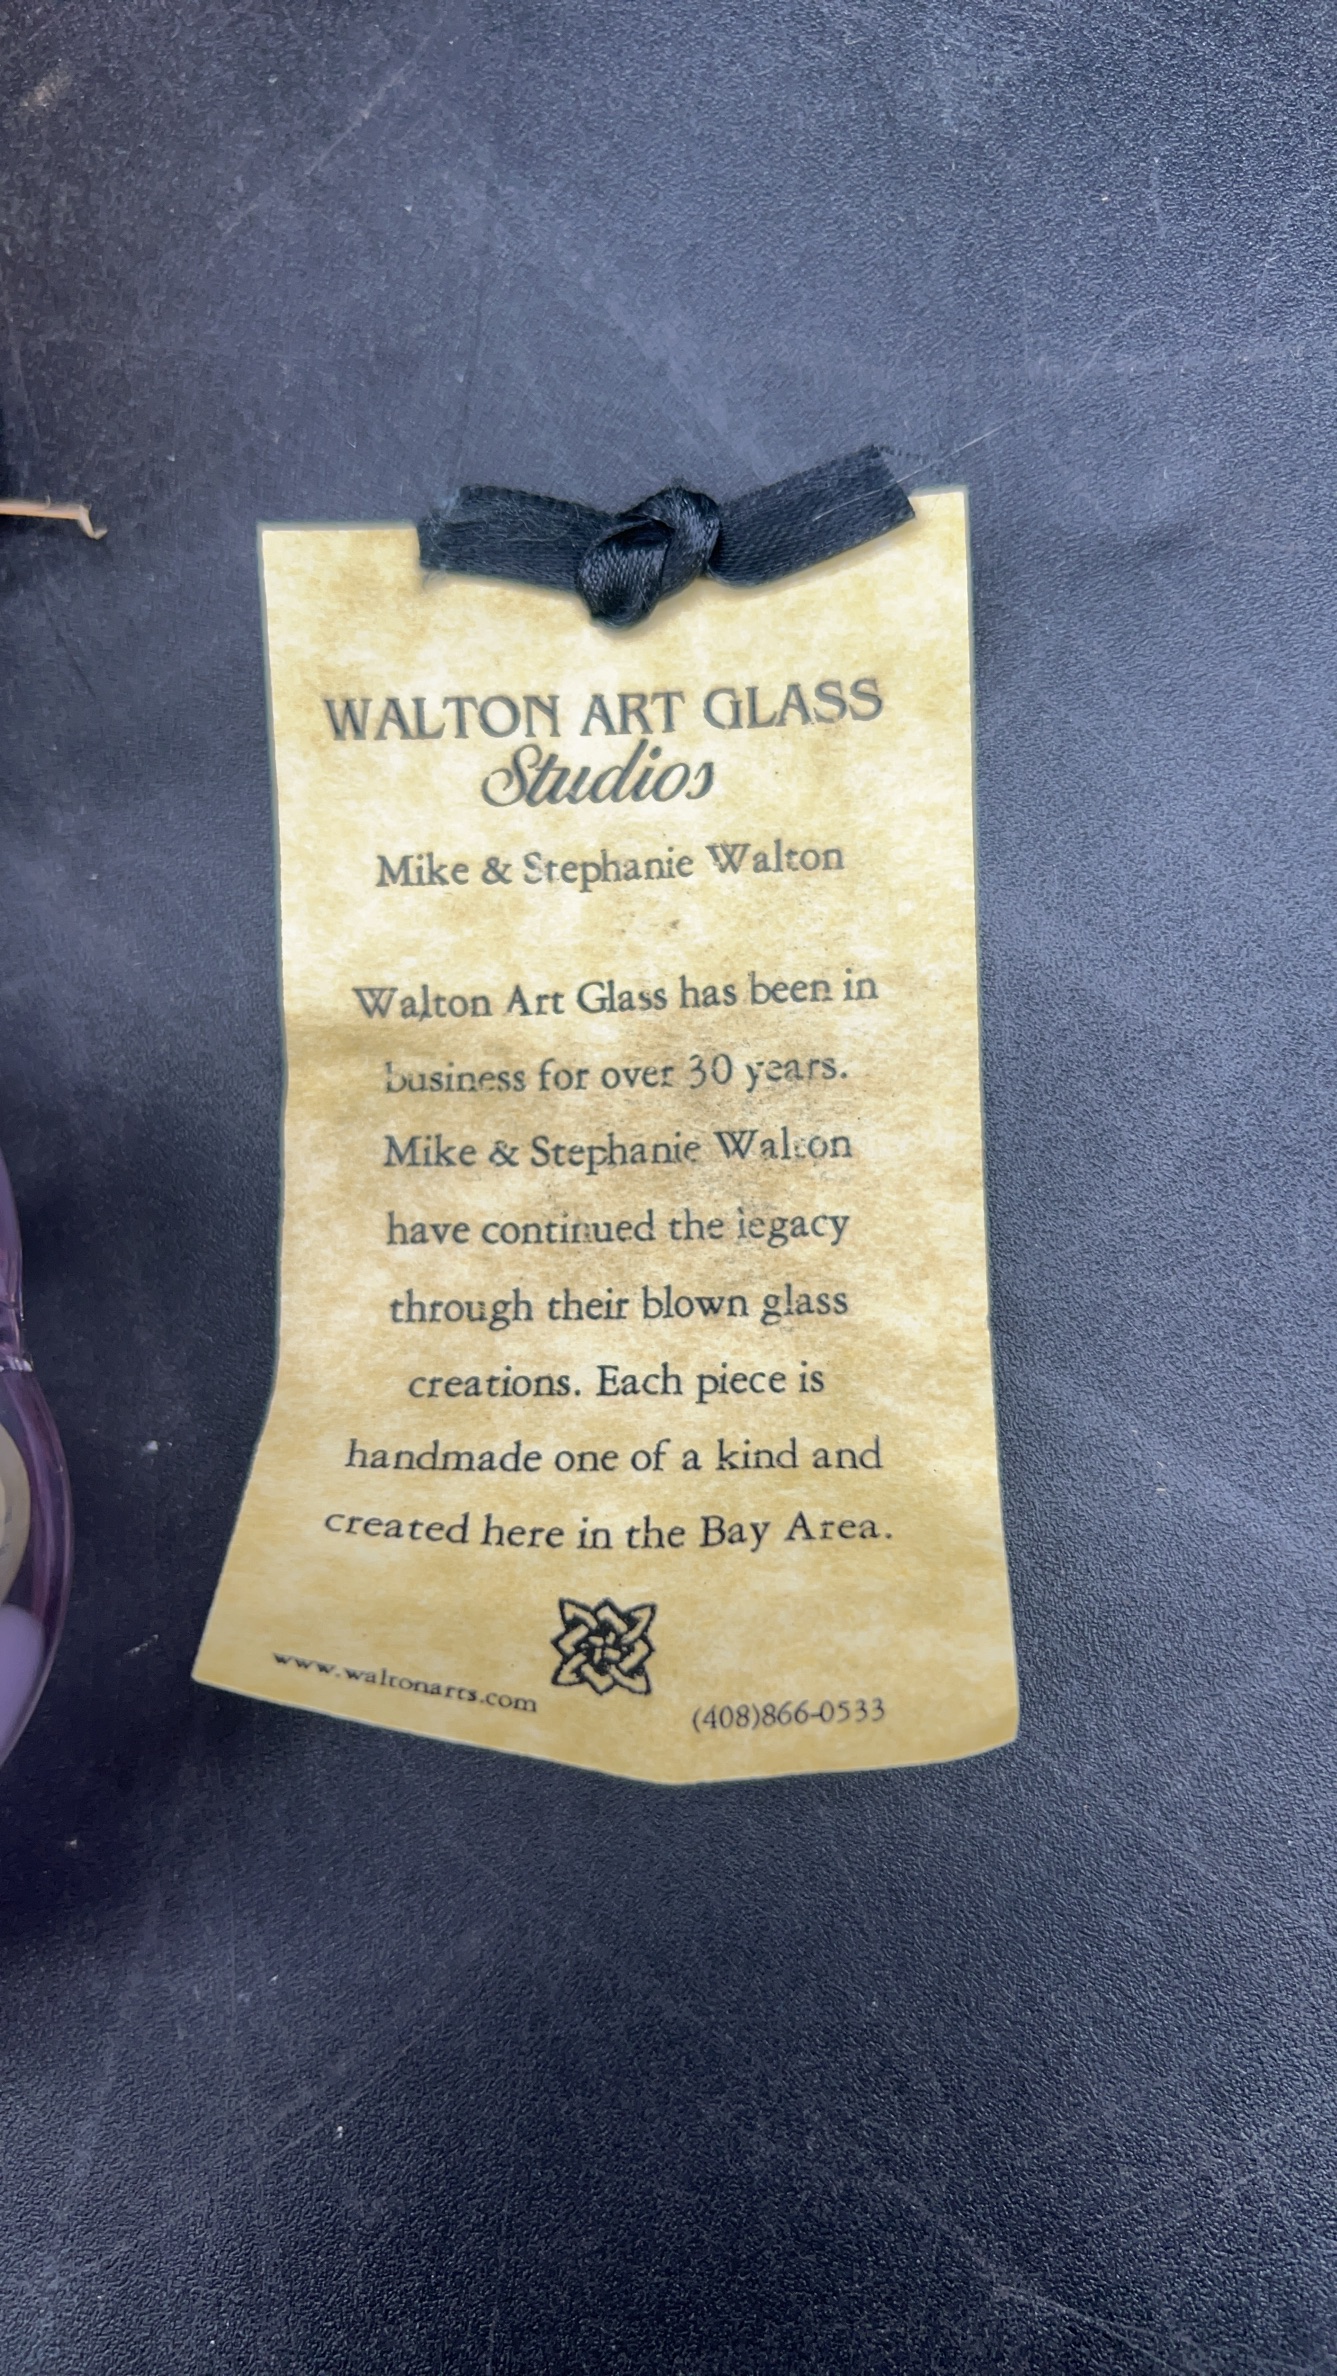 WALTON ART GLASS
Studios
Mike & Stephanie Walton
Walton Art Glass has been in
business for over 30 years.
Mike & Stephanie Walton
have continued the legacy
through their blown glass
creations. Each piece is
handmade one of a kind and
created here in the Bay Area.
www.waltonarts.com
(408)866-0533